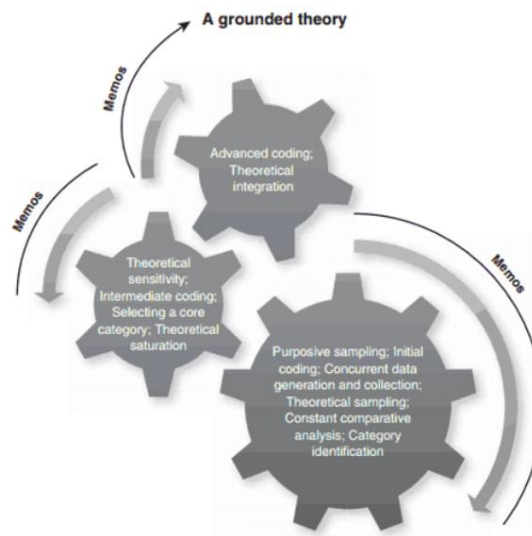 A grounded theory
Memos
Advanced coding;
Theoretical
integration
Memos
Theoretical
sensitivity;
Intermediate coding;
Selecting a core
category; Theoretical
saturation
Memos
Purposive sampling; Initial
coding; Concurrent data
generation and collection;
Theoretical sampling;
Constant comparative
analysis; Category
identification